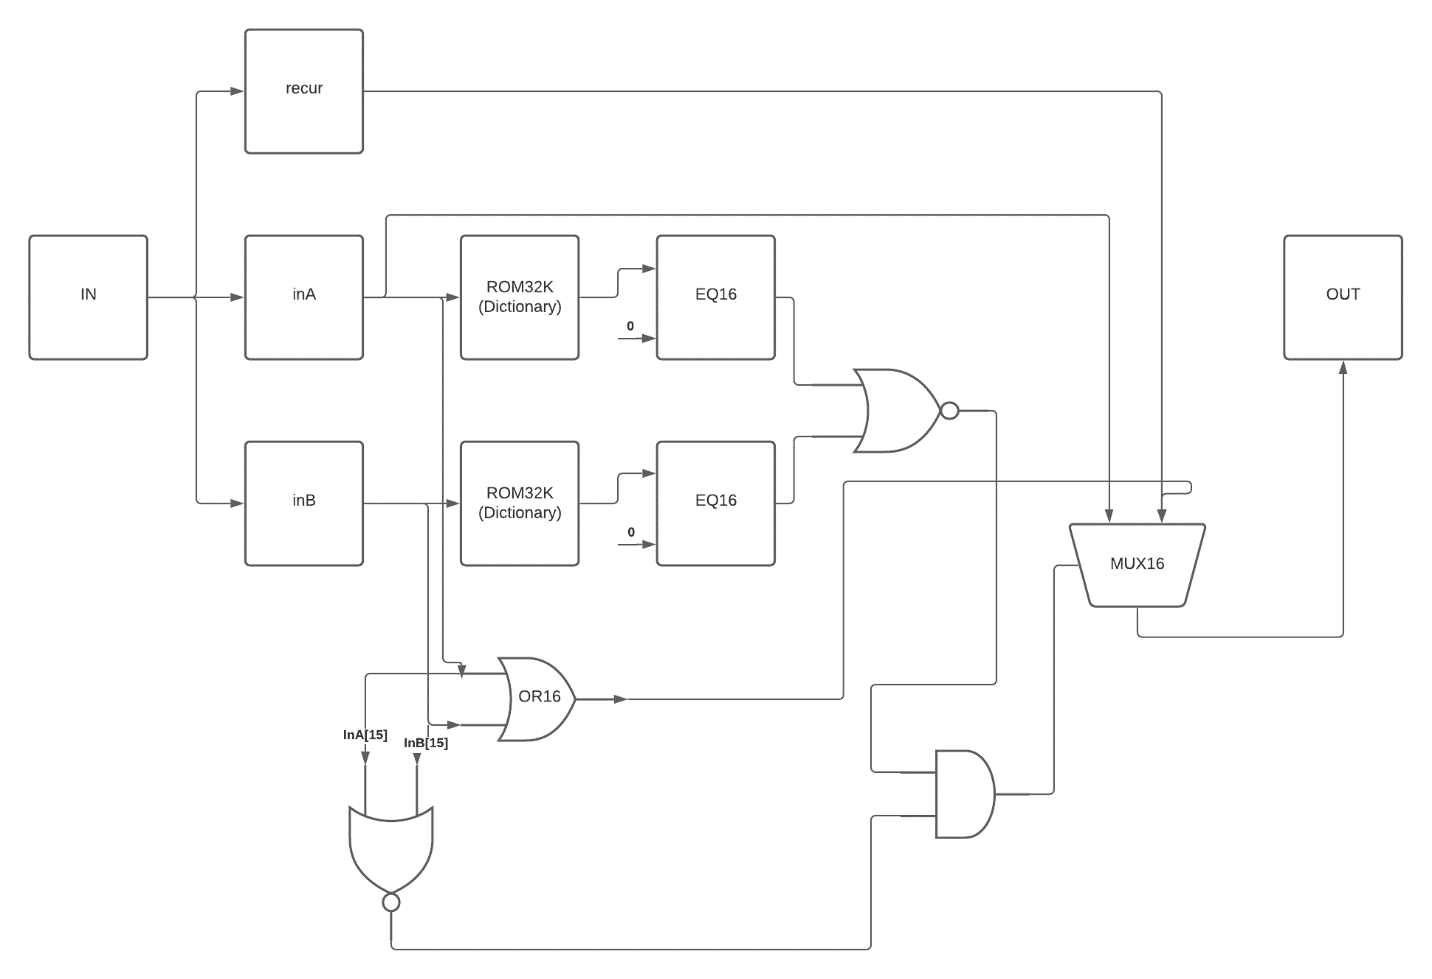 recur
IN
inA
ROM32K
(Dictionary)
EQ16
0
OUT
inB
ROM32K
(Dictionary)
EQ16
0
MUX16
OR16
InA[15]
InB[15]